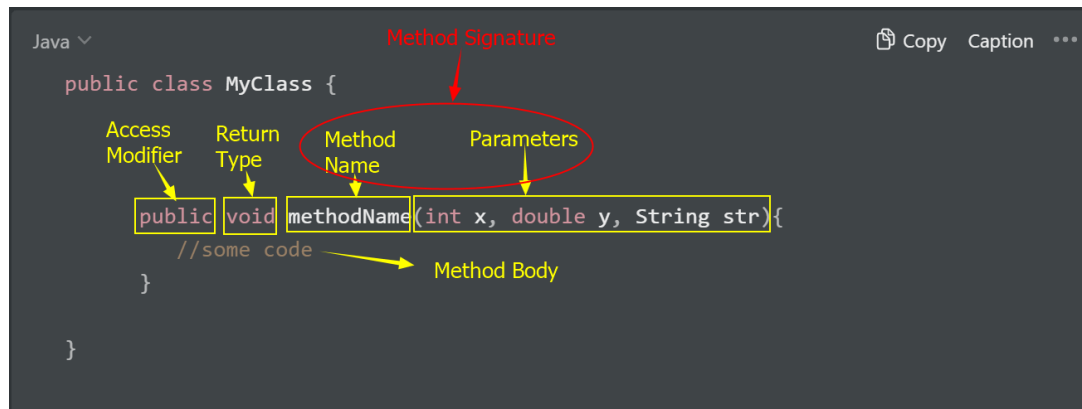 Java
Method Signature
Copy Caption
public class MyClass {
Access
Modifier
Return
Type
Method
Name
Parameters
public void methodName(int x, double y, String str){
//some code
Method Body
}
}